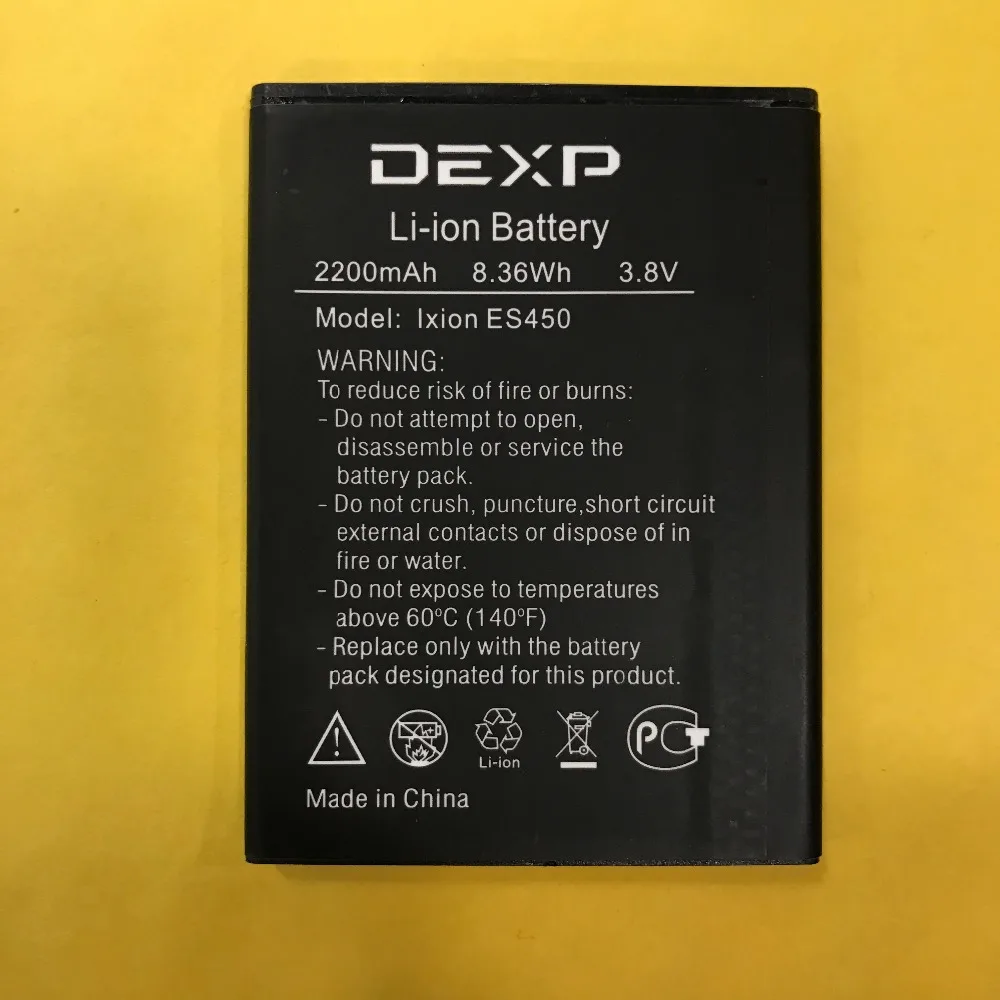 DEXP
Li-ion Battery
2200mAh 8.36Wh 3.8V
Model: Ixion ES450
WARNING:
To reduce risk of fire or burns:
- Do not attempt to open,
disassemble or service the
battery pack.
- Do not crush, puncture,short circuit
external contacts or dispose of in
fire or water.
- Do not expose to temperatures
above 60ºC (140ºF)
- Replace only with the battery
pack designated for this product.
Li-ion
PCT
Made in China